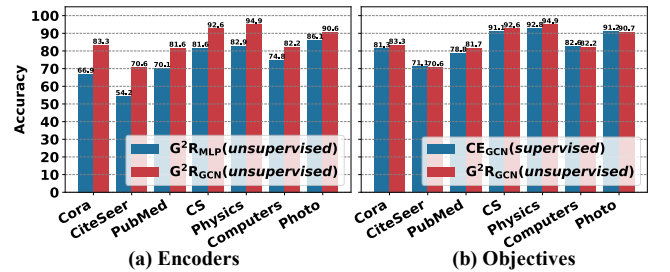 100
90
80
70
60
50
40
30
20
10
0
Accuracy
66.9 83.3 54.2 70.6 70.1 81.6 81.6 92.6 82.9 94.9 74.8 82.2 86.1 90.6
G²R_MLP(unsupervised)
G²R_GCN(unsupervised)
Cora CiteSeer PubMed CS Physics Computers Photo
(a) Encoders
81.3 83.3 71.1 70.6 78.8 81.7 91.1 92.6 92.8 94.9 82.6 82.2 91.2 90.7
CE_GCN(supervised)
G²R_GCN(unsupervised)
Cora CiteSeer PubMed CS Physics Computers Photo
(b) Objectives